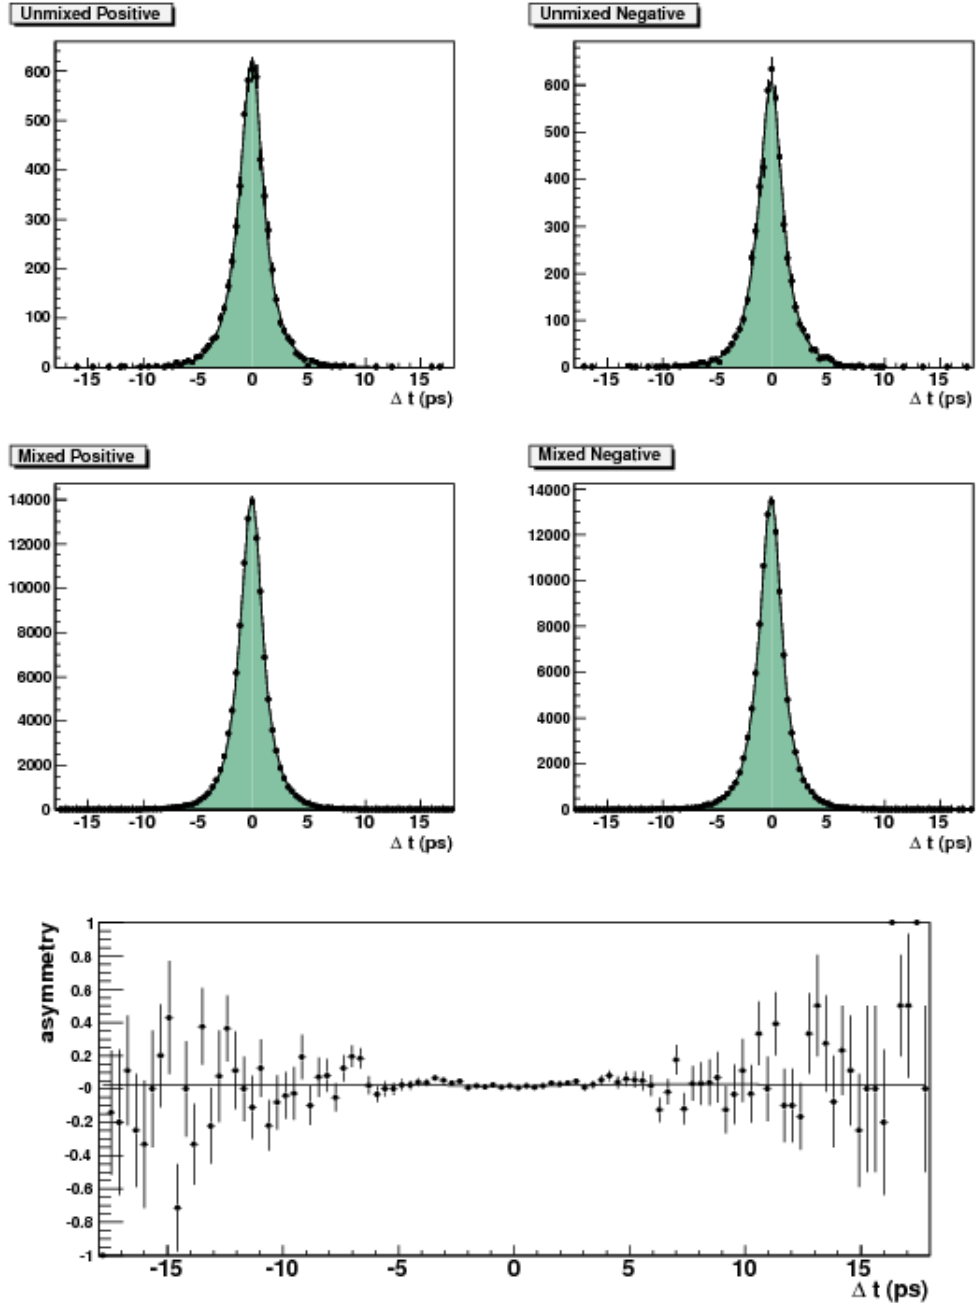 Unmixed Positive
600
500
400
300
200
100
0
-15 -10 -5 0 5 10 15
Δ t (ps)
Unmixed Negative
600
500
400
300
200
100
0
-15 -10 -5 0 5 10 15
Δ t (ps)
Mixed Positive
14000
12000
10000
8000
6000
4000
2000
0
-15 -10 -5 0 5 10 15
Δ t (ps)
Mixed Negative
14000
12000
10000
8000
6000
4000
2000
0
-15 -10 -5 0 5 10 15
Δ t (ps)
asymmetry
1
0.8
0.6
0.4
0.2
-0
-0.2
-0.4
-0.6
-0.8
-1
-15 -10 -5 0 5 10 15
Δ t (ps)